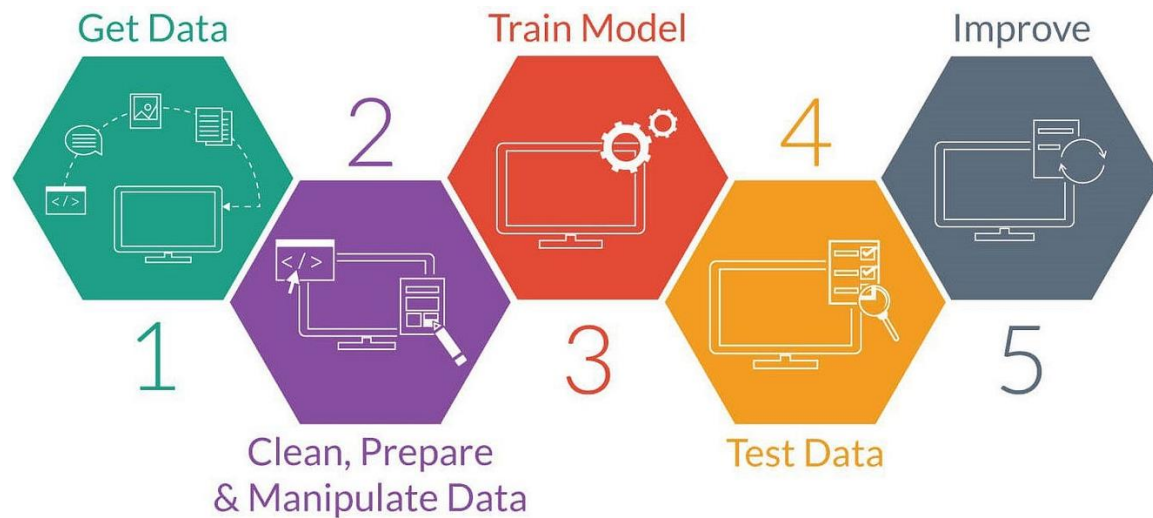 Get Data
1
</>
2
</>
Clean, Prepare
& Manipulate Data
Train Model
3
4
Test Data
Improve
5